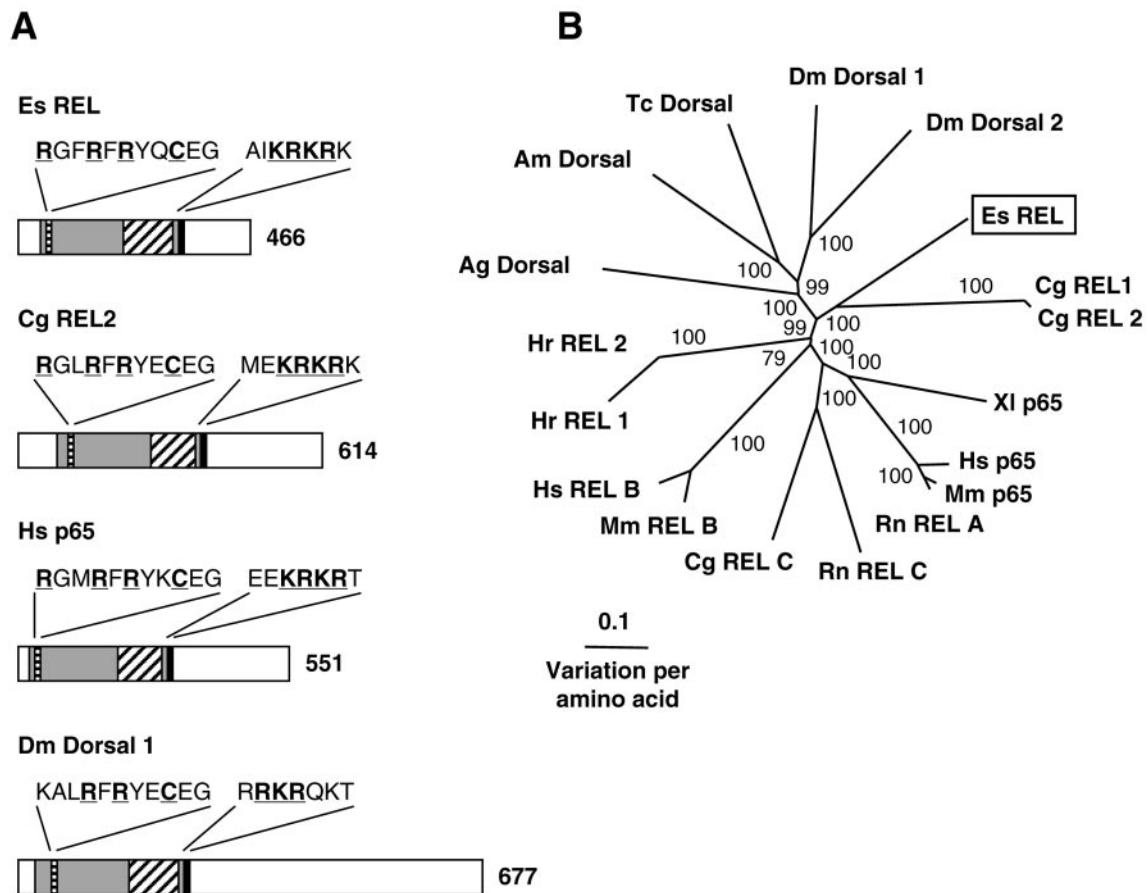 A
Es REL
RGFRFRYQCEG AIKRKRK
466
Cg REL2
RGLRFRYECEG MEKRKRK
614
Hs p65
RGMRFRYKCEG EEKRKRT
551
Dm Dorsal 1
KALRFRYECEG RRKRQKT
677
B
Dm Dorsal 1
Tc Dorsal
Dm Dorsal 2
Am Dorsal
Es REL
100
Ag Dorsal
100
99
100
Cg REL1
Cg REL 2
100
99
100
Hr REL 2
100
79
100
100
Xl p65
Hr REL 1
100
100
100
Hs p65
Hs REL B
100
Mm p65
Mm REL B
Rn REL A
Cg REL C
Rn REL C
0.1
Variation per
amino acid